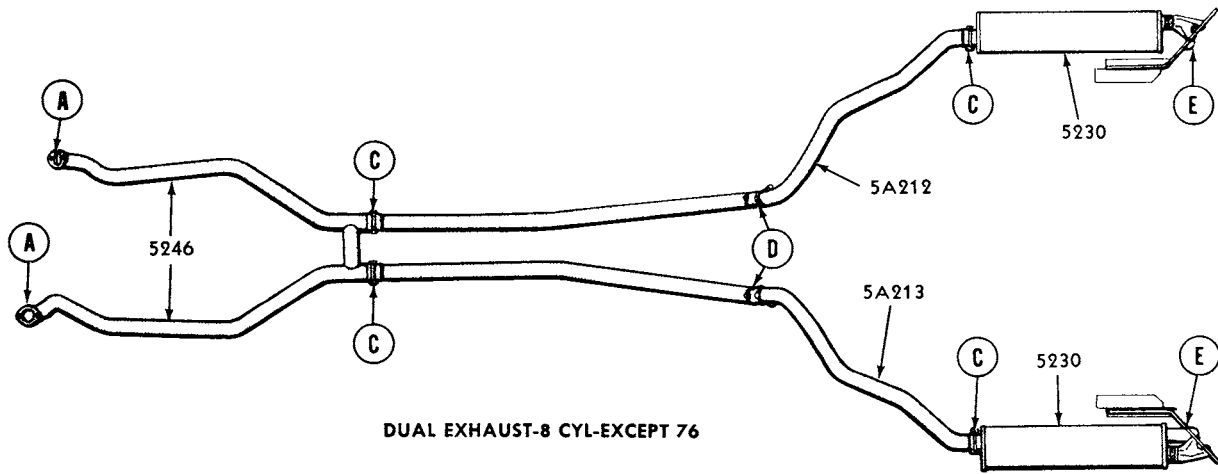 A
C
C
E
5230
5A212
A
5246
D
5A213
C
C
5230
E
DUAL EXHAUST-8 CYL-EXCEPT 76